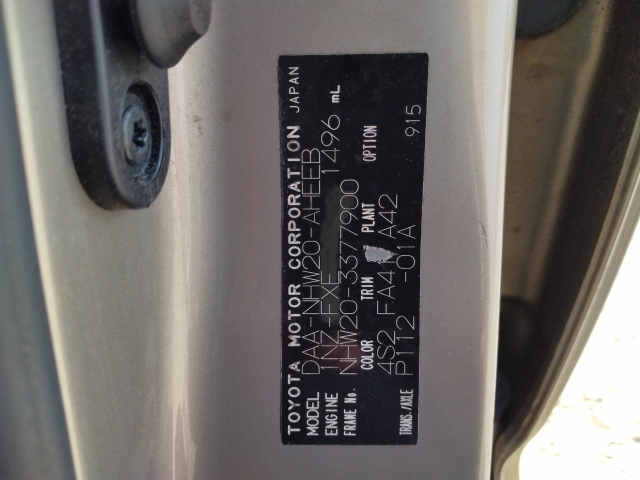 TOYOTA MOTOR CORPORATION JAPAN
MODEL DAA-NHW20-AHEEB
ENGINE 1NZ-FXE 1496 mL
FRAME No. NHW20-3377900
COLOR TRIM PLANT OPTION
4S2 FA41 A42 915
TRANS./AXLE P112 -01A